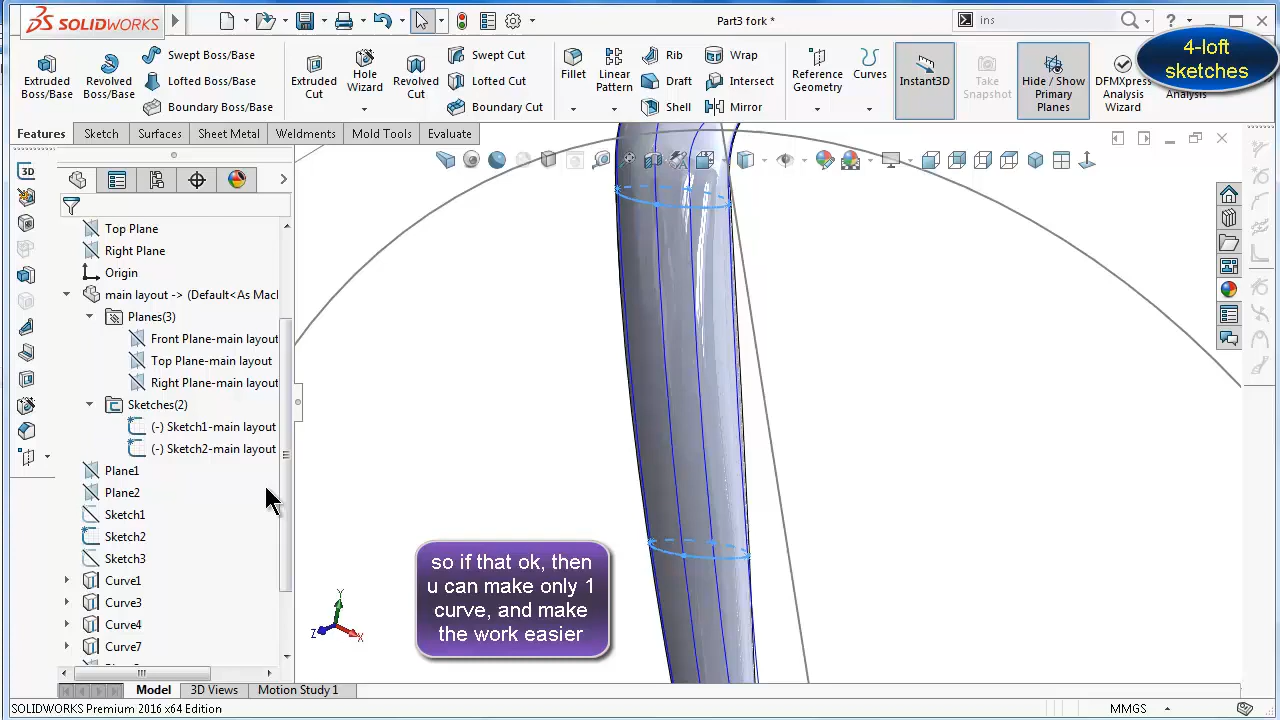 SOLIDWORKS
Part3 fork *
ins
4-loft
sketches
Extruded
Boss/Base
Revolved
Boss/Base
Swept Boss/Base
Lofted Boss/Base
Boundary Boss/Base
Extruded
Cut
Hole
Wizard
Revolved
Cut
Swept Cut
Lofted Cut
Boundary Cut
Fillet
Linear
Pattern
Rib
Draft
Shell
Wrap
Intersect
Mirror
Reference
Geometry
Curves
Instant3D
Take
Snapshot
Hide / Show
Primary
Planes
DFMXpress
Analysis
Wizard
Analysis
Features
Sketch
Surfaces
Sheet Metal
Weldments
Mold Tools
Evaluate
3D
Top Plane
Right Plane
Origin
main layout -> (Default<As Macl
Planes(3)
Front Plane-main layout
Top Plane-main layout
Right Plane-main layout
Sketches(2)
(-) Sketch1-main layout
(-) Sketch2-main layout
Plane1
Plane2
Sketch1
Sketch2
Sketch3
Curve1
Curve3
Curve4
Curve7
so if that ok, then
u can make only 1
curve, and make
the work easier
Y
Z
X
Model
3D Views
Motion Study 1
SOLIDWORKS Premium 2016 x64 Edition
MMGS